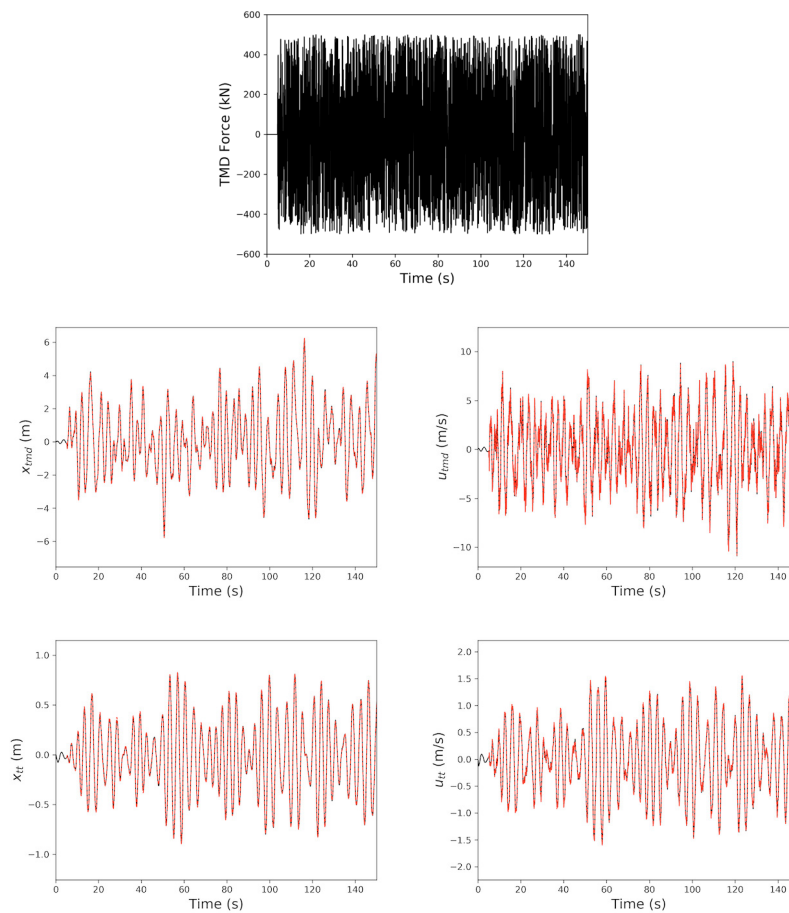 600
400
200
0
−200
−400
−600
TMD Force (kN)
0 20 40 60 80 100 120 140
Time (s)
6
4
2
0
−2
−4
−6
x_tmd (m)
0 20 40 60 80 100 120 140
Time (s)
10
5
0
−5
−10
u_tmd (m/s)
0 20 40 60 80 100 120 140
Time (s)
1.0
0.5
0.0
−0.5
−1.0
x_tt (m)
0 20 40 60 80 100 120 140
Time (s)
2.0
1.5
1.0
0.5
0.0
−0.5
−1.0
−1.5
−2.0
u_tt (m/s)
0 20 40 60 80 100 120 140
Time (s)